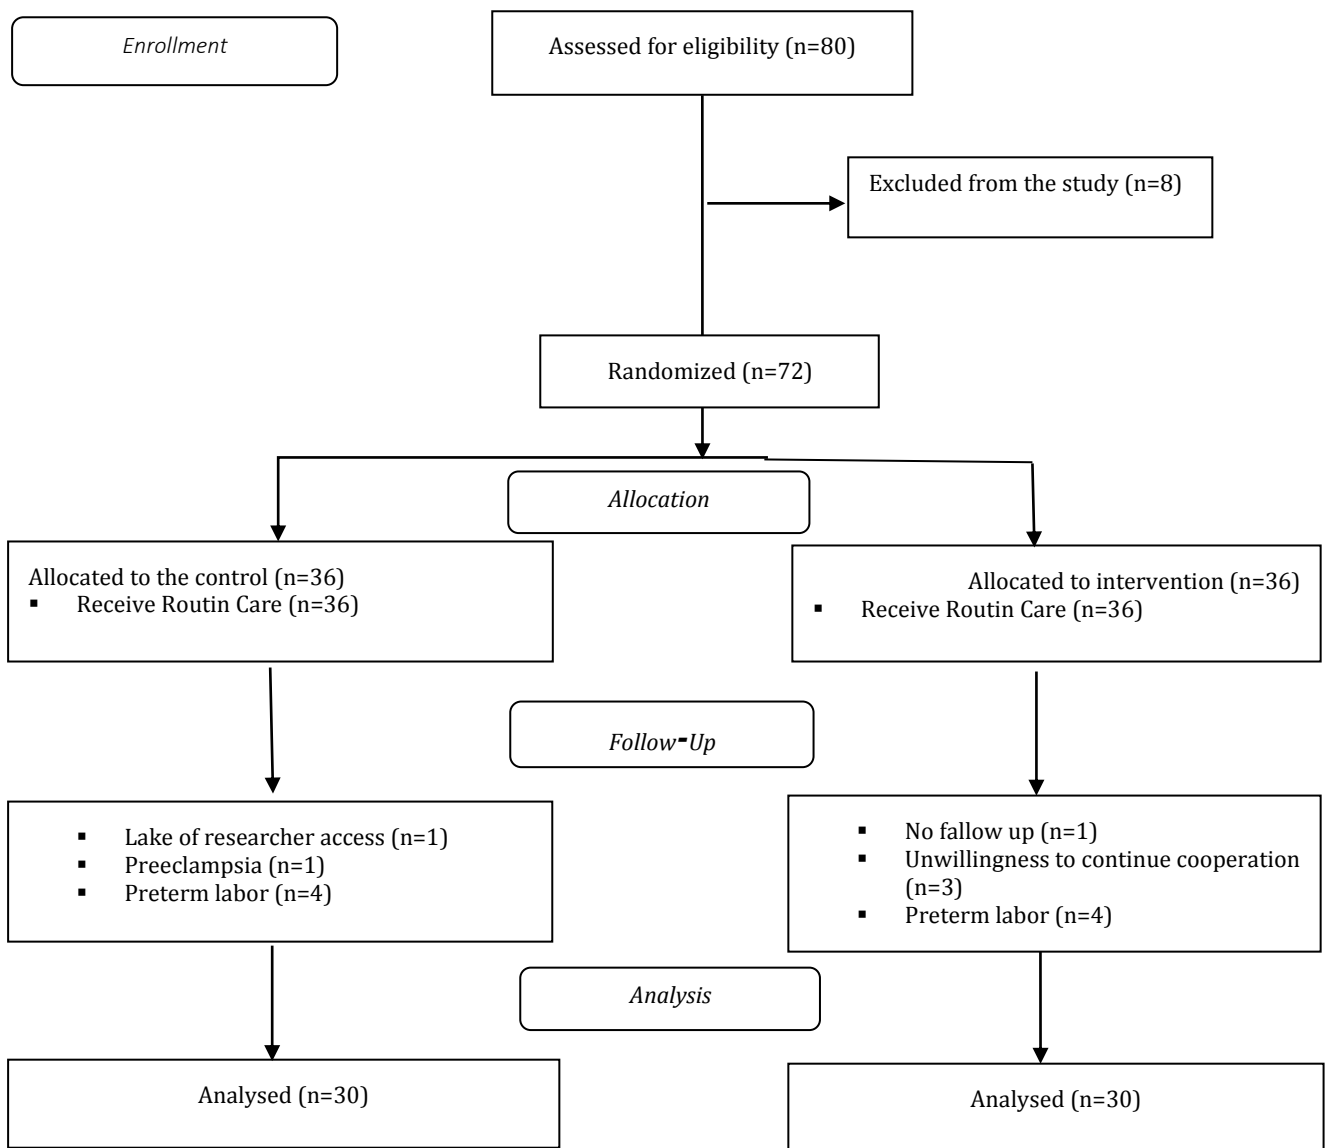 Enrollment
Assessed for eligibility (n=80)
Excluded from the study (n=8)
Randomized (n=72)
Allocation
Allocated to the control (n=36)
▪ Receive Routin Care (n=36)
Allocated to intervention (n=36)
▪ Receive Routin Care (n=36)
Follow-Up
▪ Lake of researcher access (n=1)
▪ Preeclampsia (n=1)
▪ Preterm labor (n=4)
▪ No fallow up (n=1)
▪ Unwillingness to continue cooperation
(n=3)
▪ Preterm labor (n=4)
Analysis
Analysed (n=30)
Analysed (n=30)